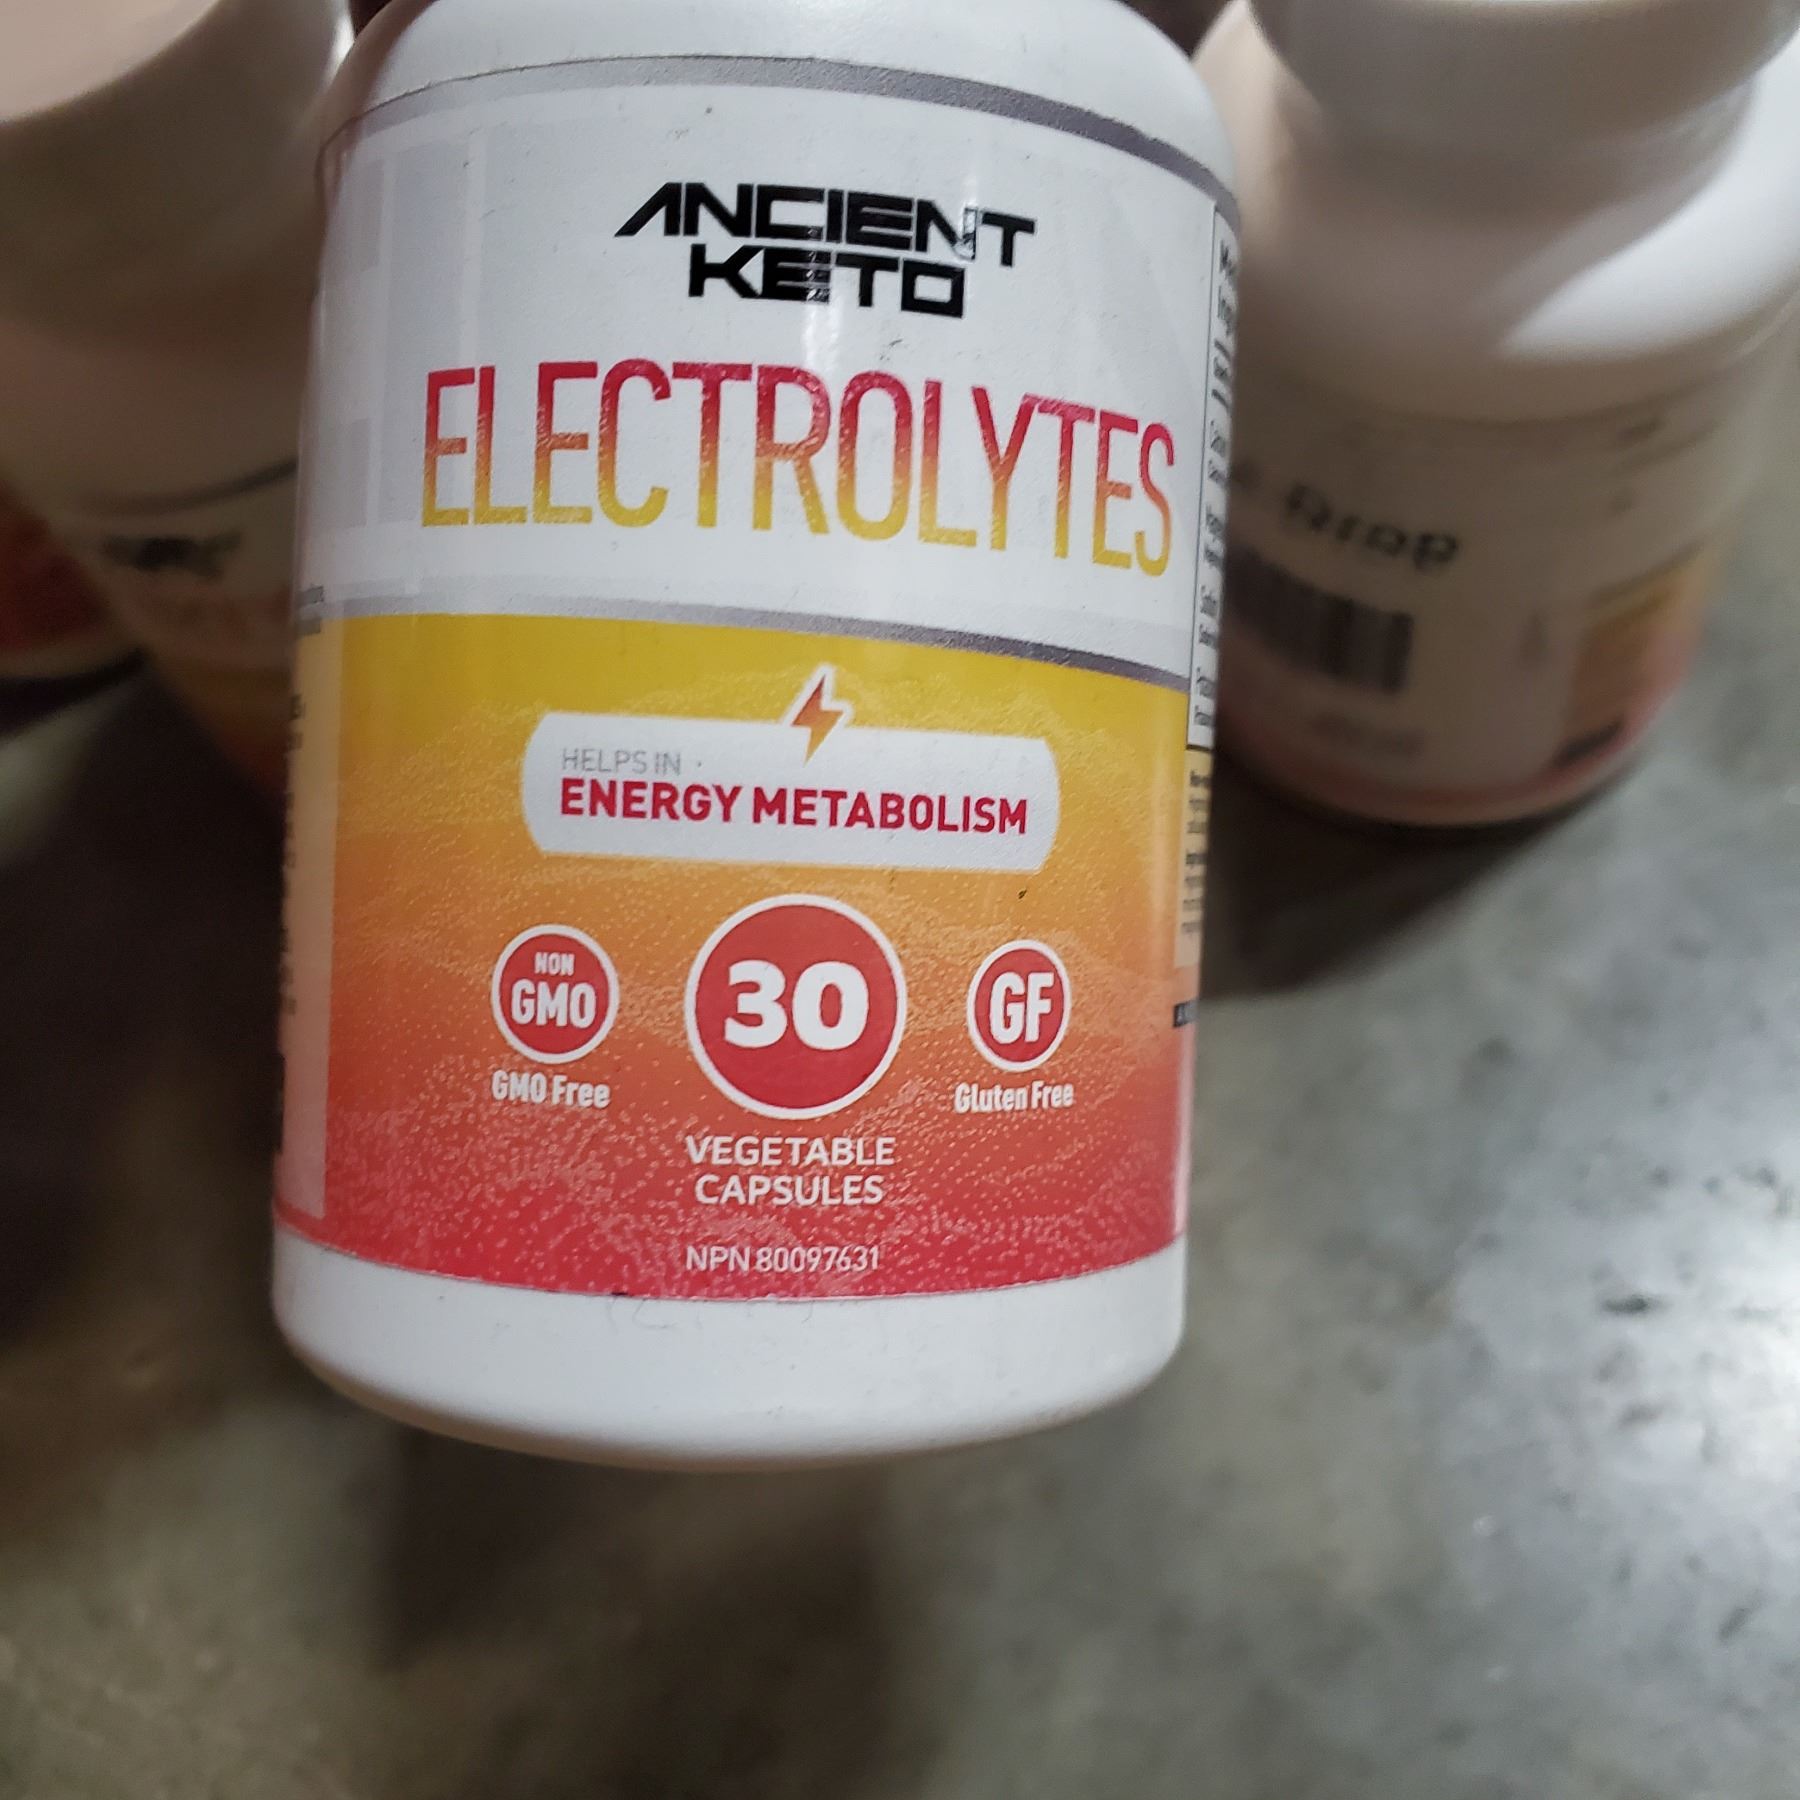 ANCIENT
KETO
ELECTROLYTES
HELPS IN
ENERGY METABOLISM
NON
GMO
GMO Free
30
VEGETABLE
CAPSULES
GF
Gluten Free
NPN 80097631